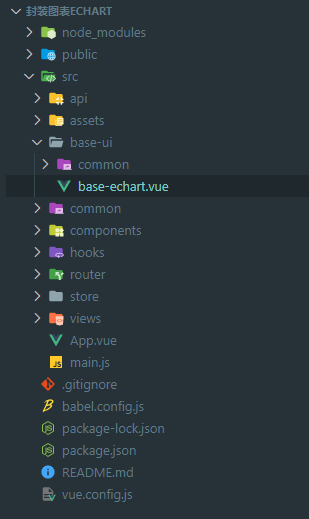 封装图表ECHART
node_modules
public
src
api
assets
base-ui
common
base-echart.vue
common
components
hooks
router
store
views
App.vue
main.js
.gitignore
babel.config.js
package-lock.json
package.json
README.md
vue.config.js